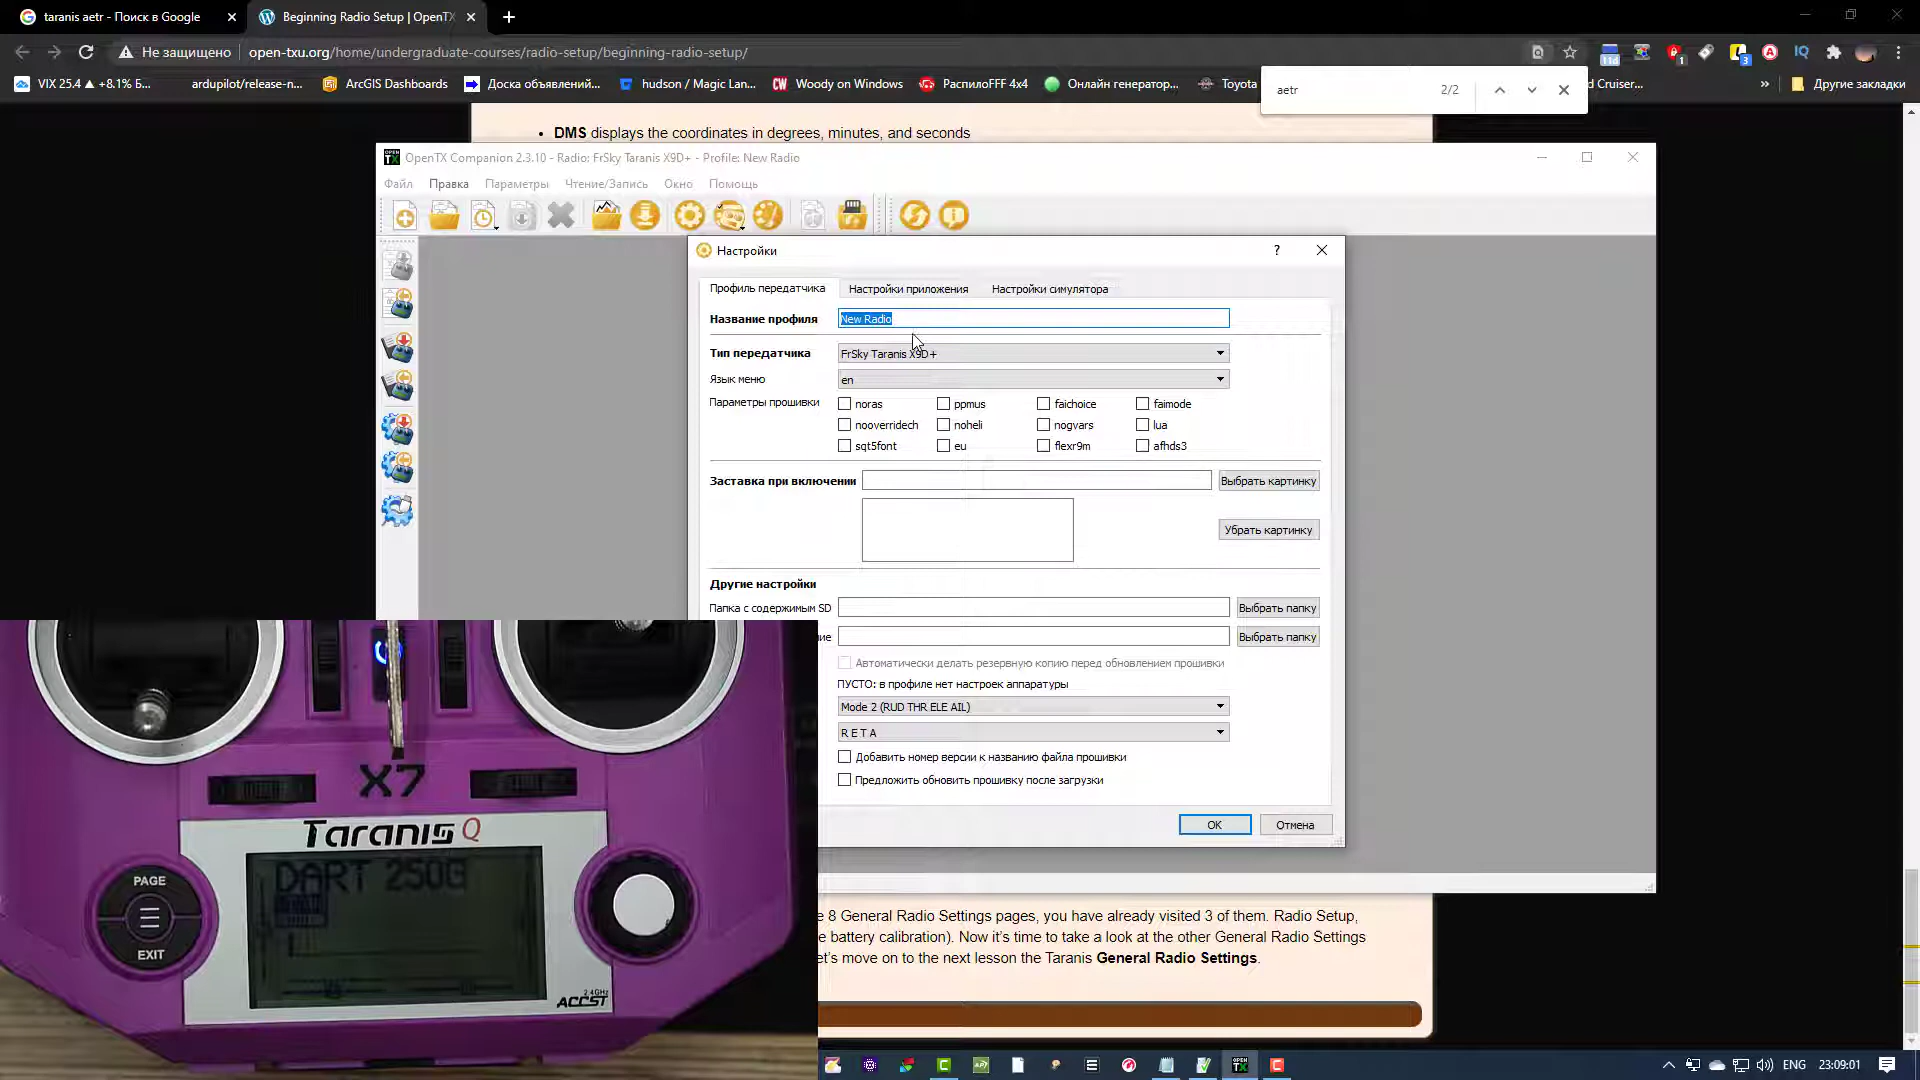 taranis aetr - Поиск в Google
Beginning Radio Setup | OpenTX
Не защищено
open-txu.org/home/undergraduate-courses/radio-setup/beginning-radio-setup/
VIX 25.4 ▲ +8.1% Б...
ardupilot/release-n...
ArcGIS Dashboards
Доска объявлений...
hudson / Magic Lan...
Woody on Windows
РаспилоFFF 4x4
Онлайн генератор...
Toyota
d Cruiser...
»
Другие закладки
aetr
2/2
• DMS displays the coordinates in degrees, minutes, and seconds
OpenTX Companion 2.3.10 - Radio: FrSky Taranis X9D+ - Profile: New Radio
Файл
Правка
Параметры
Чтение/Запись
Окно
Помощь
Настройки
?
Профиль передатчика
Настройки приложения
Настройки симулятора
Название профиля
New Radio
Тип передатчика
FrSky Taranis X9D+
Язык меню
en
Параметры прошивки
noras
ppmus
faichoice
faimode
nooverridech
noheli
nogvars
lua
sqt5font
eu
flexr9m
afhds3
Заставка при включении
Выбрать картинку
Убрать картинку
Другие настройки
Папка с содержимым SD
Выбрать папку
ние
Выбрать папку
Автоматически делать резервную копию перед обновлением прошивки
ПУСТО: в профиле нет настроек аппаратуры
Mode 2 (RUD THR ELE AIL)
R E T A
Добавить номер версии к названию файла прошивки
Предложить обновить прошивку после загрузки
OK
Отмена
e 8 General Radio Settings pages, you have already visited 3 of them. Radio Setup,
e battery calibration). Now it's time to take a look at the other General Radio Settings
et's move on to the next lesson the Taranis General Radio Settings.
X7
Taranis Q
DART 250G
PAGE
EXIT
2.4GHz
ACCST
ENG
23:09:01